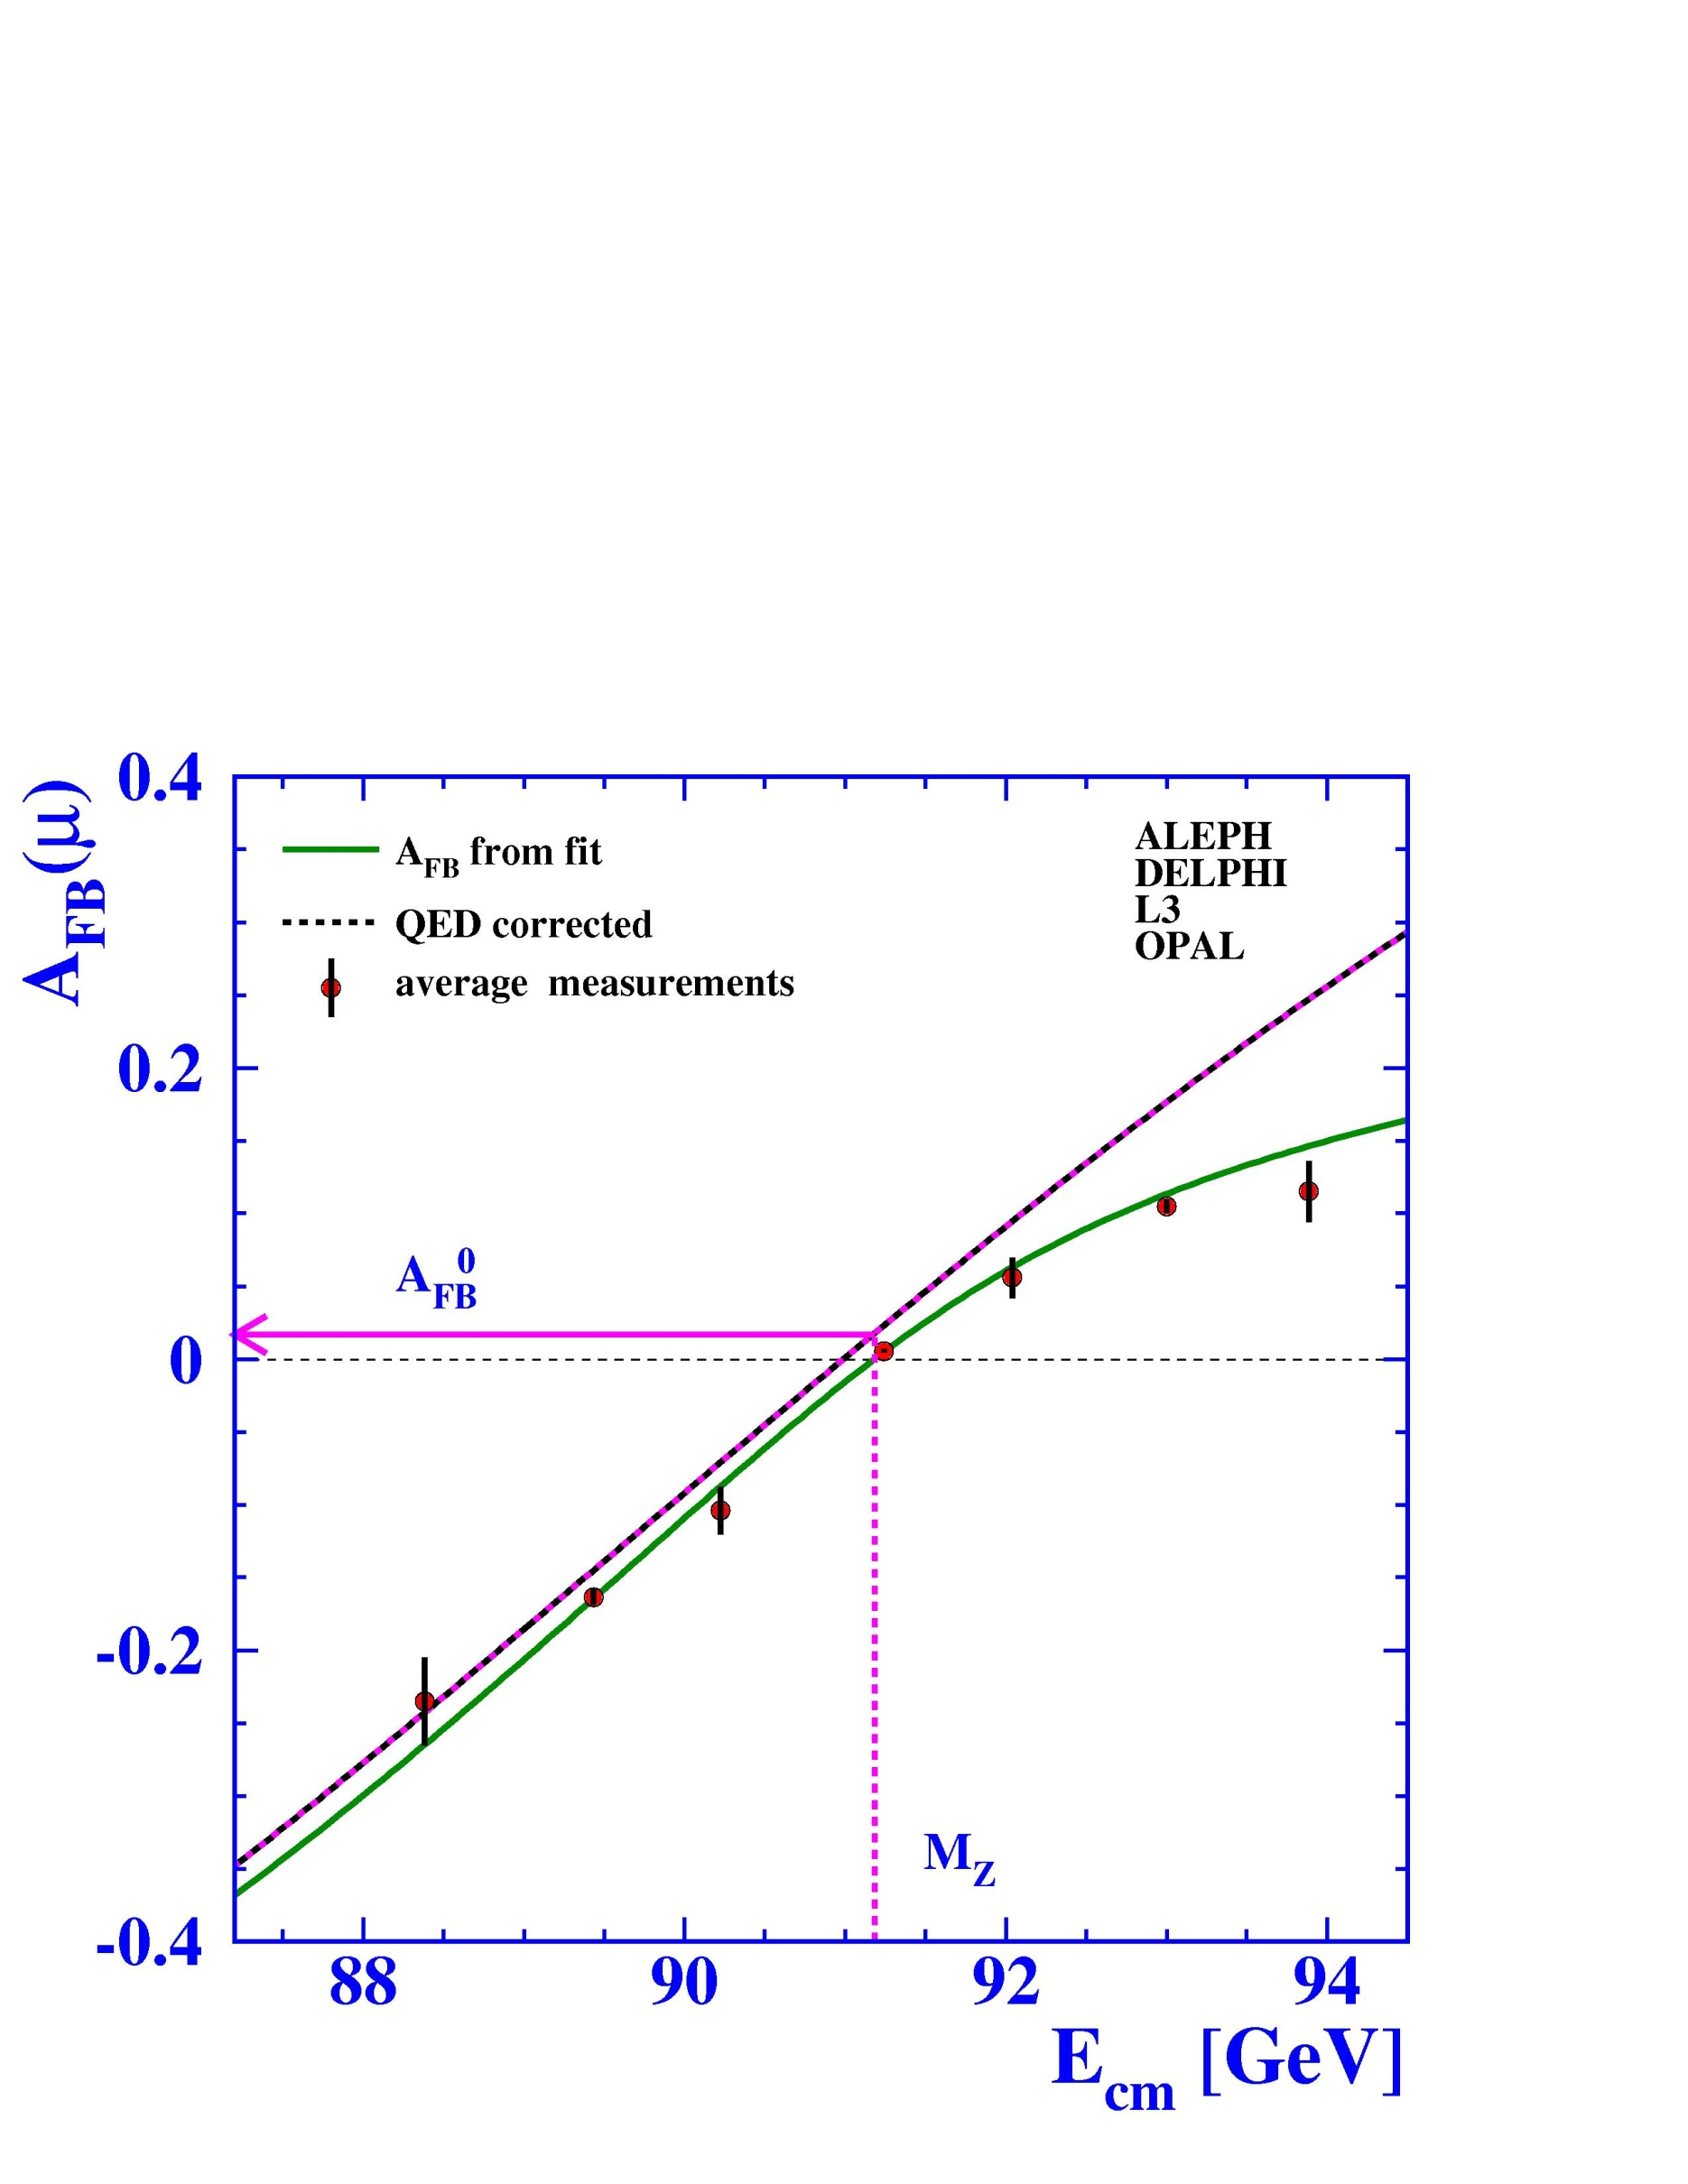 A_FB(μ)
0.4
0.2
0
-0.2
-0.4
A_FB from fit
QED corrected
average measurements
ALEPH
DELPHI
L3
OPAL
A_FB^0
M_Z
88 90 92 94
E_cm [GeV]